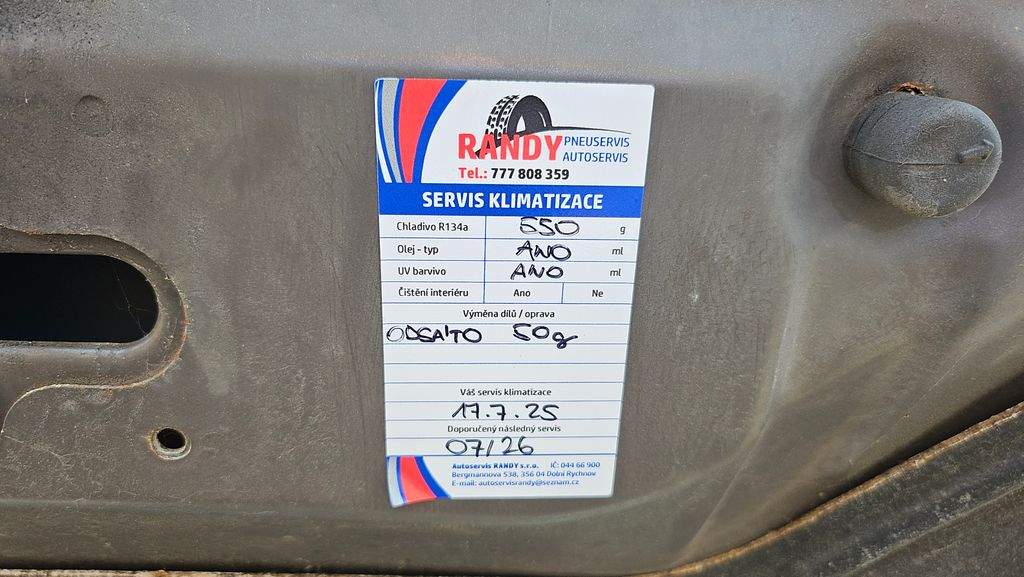 RANDY PNEUSERVIS
AUTOSERVIS
Tel.: 777 808 359
SERVIS KLIMATIZACE
Chladivo R134a 550 g
Olej - typ ANO ml
UV barvivo ANO ml
Čištění interiéru Ano Ne
Výměna dílů / oprava
ODSÁTO 50g
Váš servis klimatizace
17.7.25
Doporučený následný servis
07/26
Autoservis RANDY s.r.o. IČ: 044 66 900
Bergmannova 538, 356 04 Dolní Rychnov
E-mail: autoservisrandy@seznam.cz